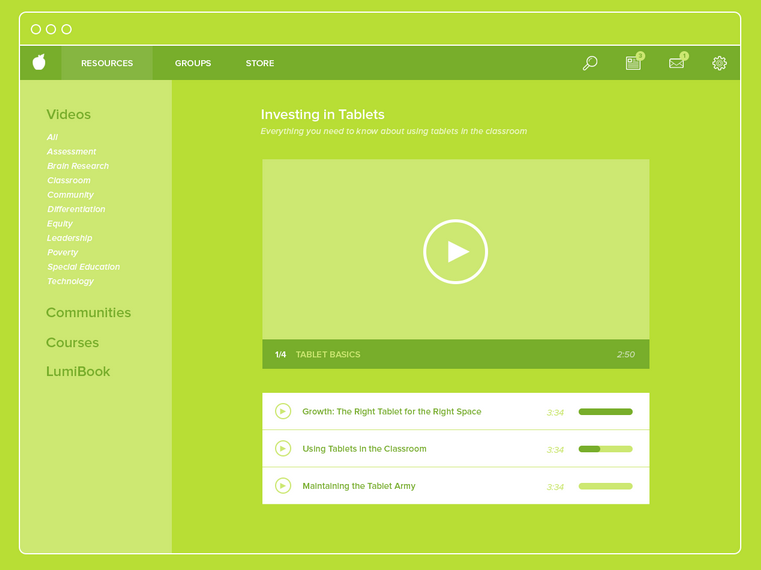 RESOURCES GROUPS STORE 3 1
Videos
All
Assessment
Brain Research
Classroom
Community
Differentiation
Equity
Leadership
Poverty
Special Education
Technology
Communities
Courses
LumiBook
Investing in Tablets
Everything you need to know about using tablets in the classroom
1/4 TABLET BASICS 2:50
Growth: The Right Tablet for the Right Space 3:34
Using Tablets in the Classroom 3:34
Maintaining the Tablet Army 3:34